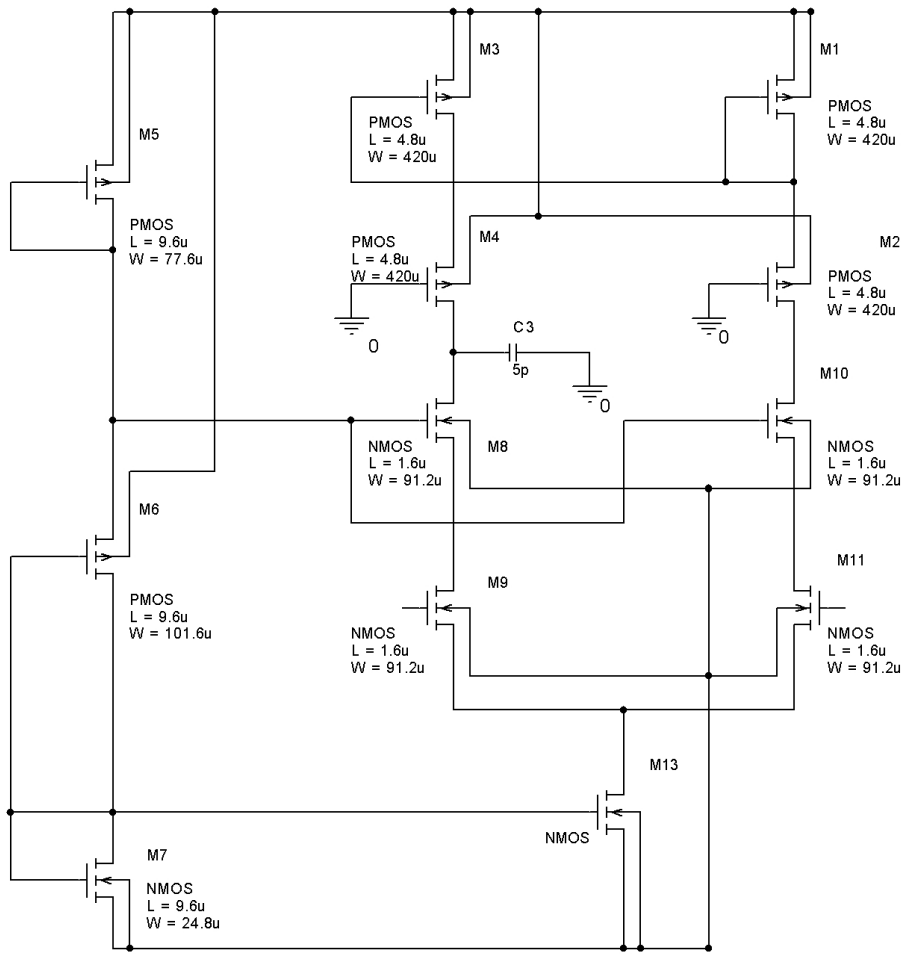 M3
M1
PMOS
L = 4.8u
W = 420u
PMOS
L = 4.8u
W = 420u
M5
PMOS
L = 9.6u
W = 77.6u
M4
PMOS
L = 4.8u
W = 420u
0
M2
PMOS
L = 4.8u
W = 420u
0
C3
5p
0
M10
NMOS
L = 1.6u
W = 91.2u
M8
NMOS
L = 1.6u
W = 91.2u
M6
PMOS
L = 9.6u
W = 101.6u
M9
NMOS
L = 1.6u
W = 91.2u
M11
NMOS
L = 1.6u
W = 91.2u
M13
NMOS
M7
NMOS
L = 9.6u
W = 24.8u